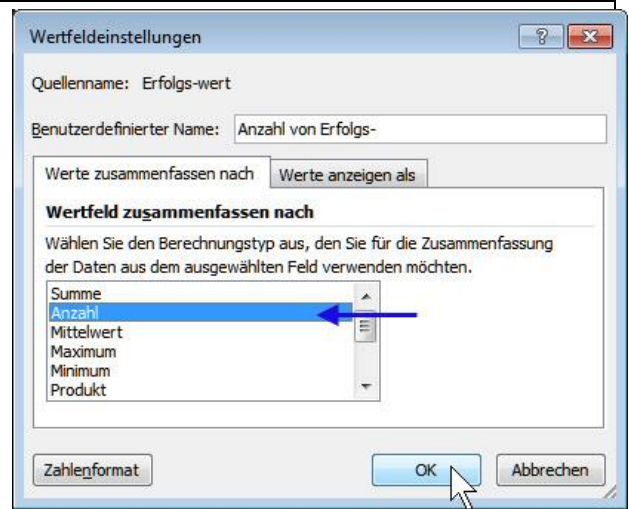 Wertfeldeinstellungen
Quellenname: Erfolgs-wert
Benutzerdefinierter Name: Anzahl von Erfolgs-
Werte zusammenfassen nach Werte anzeigen als
Wertfeld zusammenfassen nach
Wählen Sie den Berechnungstyp aus, den Sie für die Zusammenfassung
der Daten aus dem ausgewählten Feld verwenden möchten.
Summe
Anzahl
Mittelwert
Maximum
Minimum
Produkt
Zahlenformat OK Abbrechen